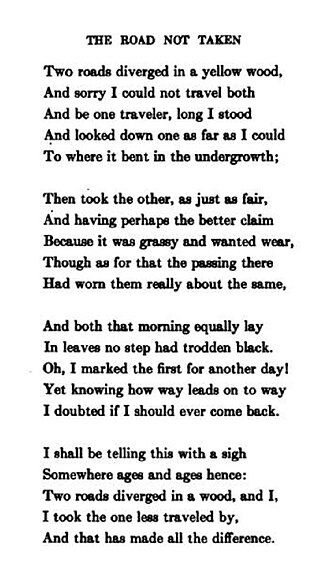 THE ROAD NOT TAKEN
Two roads diverged in a yellow wood,
And sorry I could not travel both
And be one traveler, long I stood
And looked down one as far as I could
To where it bent in the undergrowth;
Then took the other, as just as fair,
And having perhaps the better claim
Because it was grassy and wanted wear,
Though as for that the passing there
Had worn them really about the same,
And both that morning equally lay
In leaves no step had trodden black.
Oh, I marked the first for another day!
Yet knowing how way leads on to way
I doubted if I should ever come back.
I shall be telling this with a sigh
Somewhere ages and ages hence:
Two roads diverged in a wood, and I,
I took the one less traveled by,
And that has made all the difference.